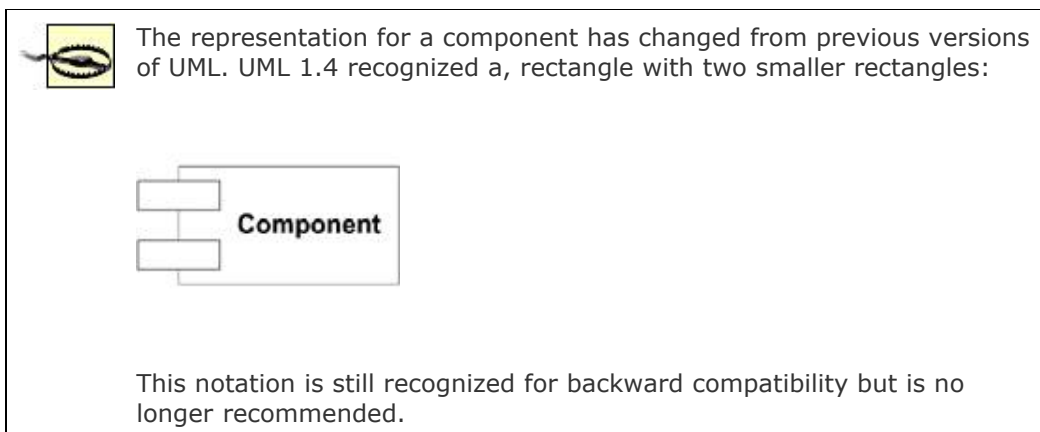 The representation for a component has changed from previous versions
of UML. UML 1.4 recognized a, rectangle with two smaller rectangles:
Component
This notation is still recognized for backward compatibility but is no
longer recommended.